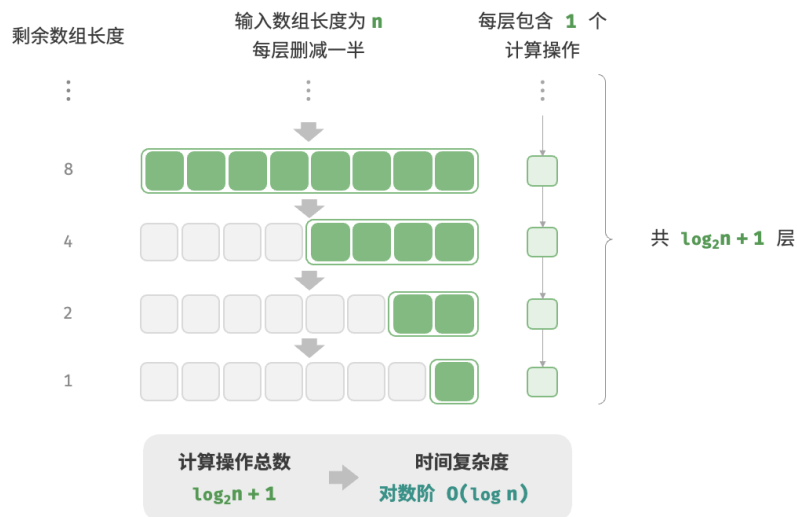 剩余数组长度
输入数组长度为 n
每层删减一半
每层包含 1 个
计算操作
8
4
2
1
共 log₂n + 1 层
计算操作总数
log₂n + 1
时间复杂度
对数阶 O(log n)